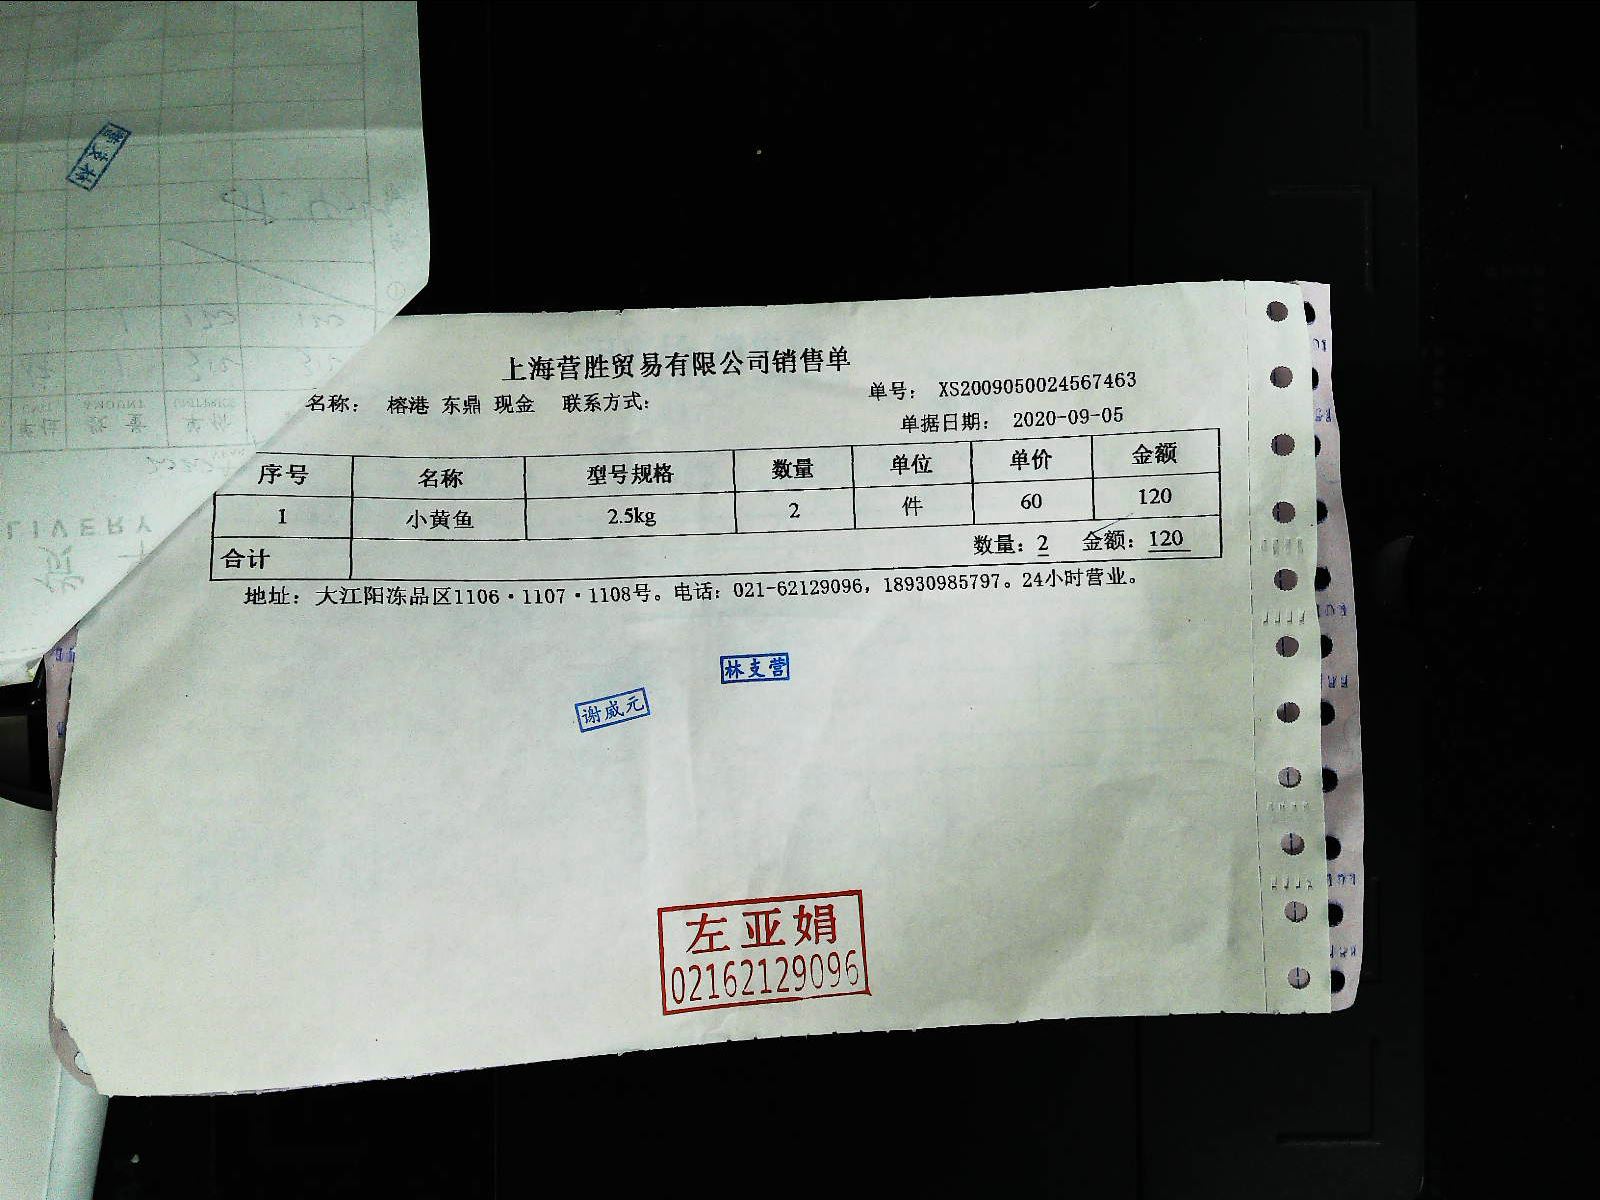 上海营胜贸易有限公司销售单
名称： 榕港 东鼎 现金 联系方式：
单号： XS2009050024567463
单据日期： 2020-09-05
序号 名称 型号规格 数量 单位 单价 金额
1 小黄鱼 2.5kg 2 件 60 120
合计 数量：2 金额：120
地址：大江阳冻品区1106·1107·1108号。电话：021-62129096，18930985797。24小时营业。
林支营
谢威元
左亚娟
02162129096